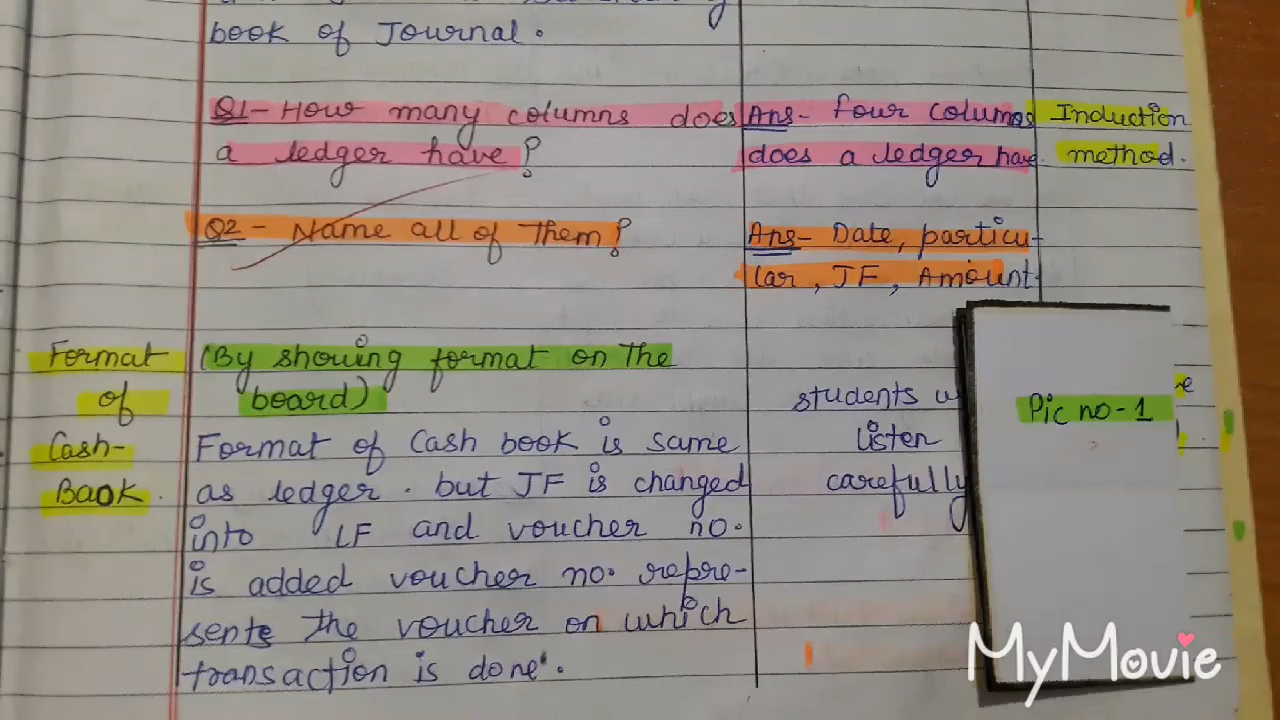 book of Journal.
Q1- How many columns does
a ledger have?
Ans- four columns
does a ledger have.
Induction
method.
Q2 - Name all of Them?
Ans- Date, particu-
lar, JF, Amount.
Format
of
Cash-
Book.
(By showing format on The
board)
Format of Cash book is same
as ledger. but JF is changed
into LF and voucher no.
is added voucher no. repre-
sents the voucher on which
transaction is done.
students
listen
carefully
Pic no-1
MyMovie